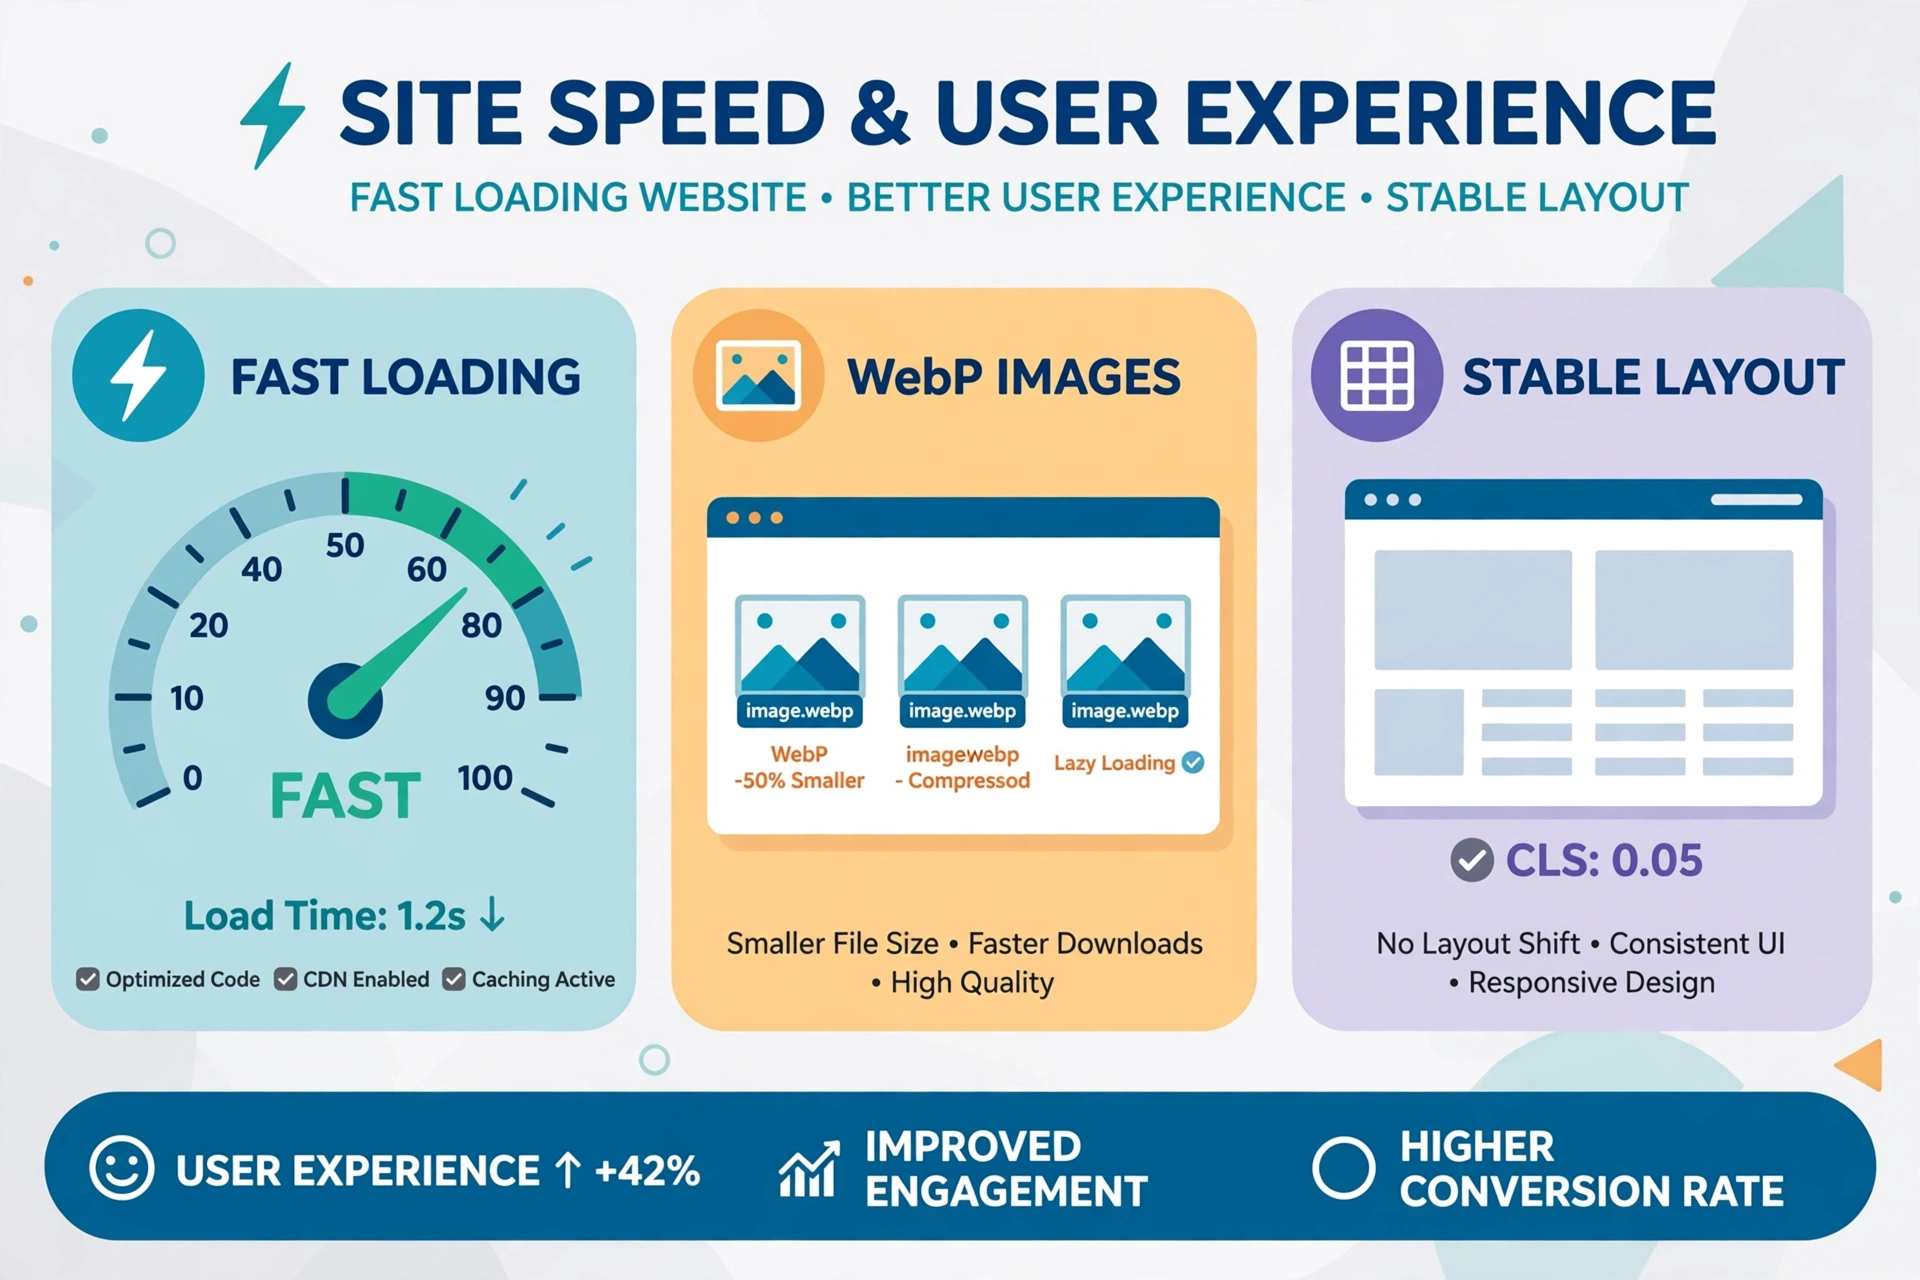 SITE SPEED & USER EXPERIENCE
FAST LOADING WEBSITE • BETTER USER EXPERIENCE • STABLE LAYOUT
FAST LOADING
0
10
20
40
50
60
80
90
100
FAST
Load Time: 1.2s ↓
Optimized Code
CDN Enabled
Caching Active
WebP IMAGES
image.webp
WebP
-50% Smaller
image.webp
imagewebp
- Compressod
image.webp
Lazy Loading
Smaller File Size • Faster Downloads
• High Quality
STABLE LAYOUT
CLS: 0.05
No Layout Shift • Consistent UI
• Responsive Design
USER EXPERIENCE ↑ +42%
IMPROVED
ENGAGEMENT
HIGHER
CONVERSION RATE